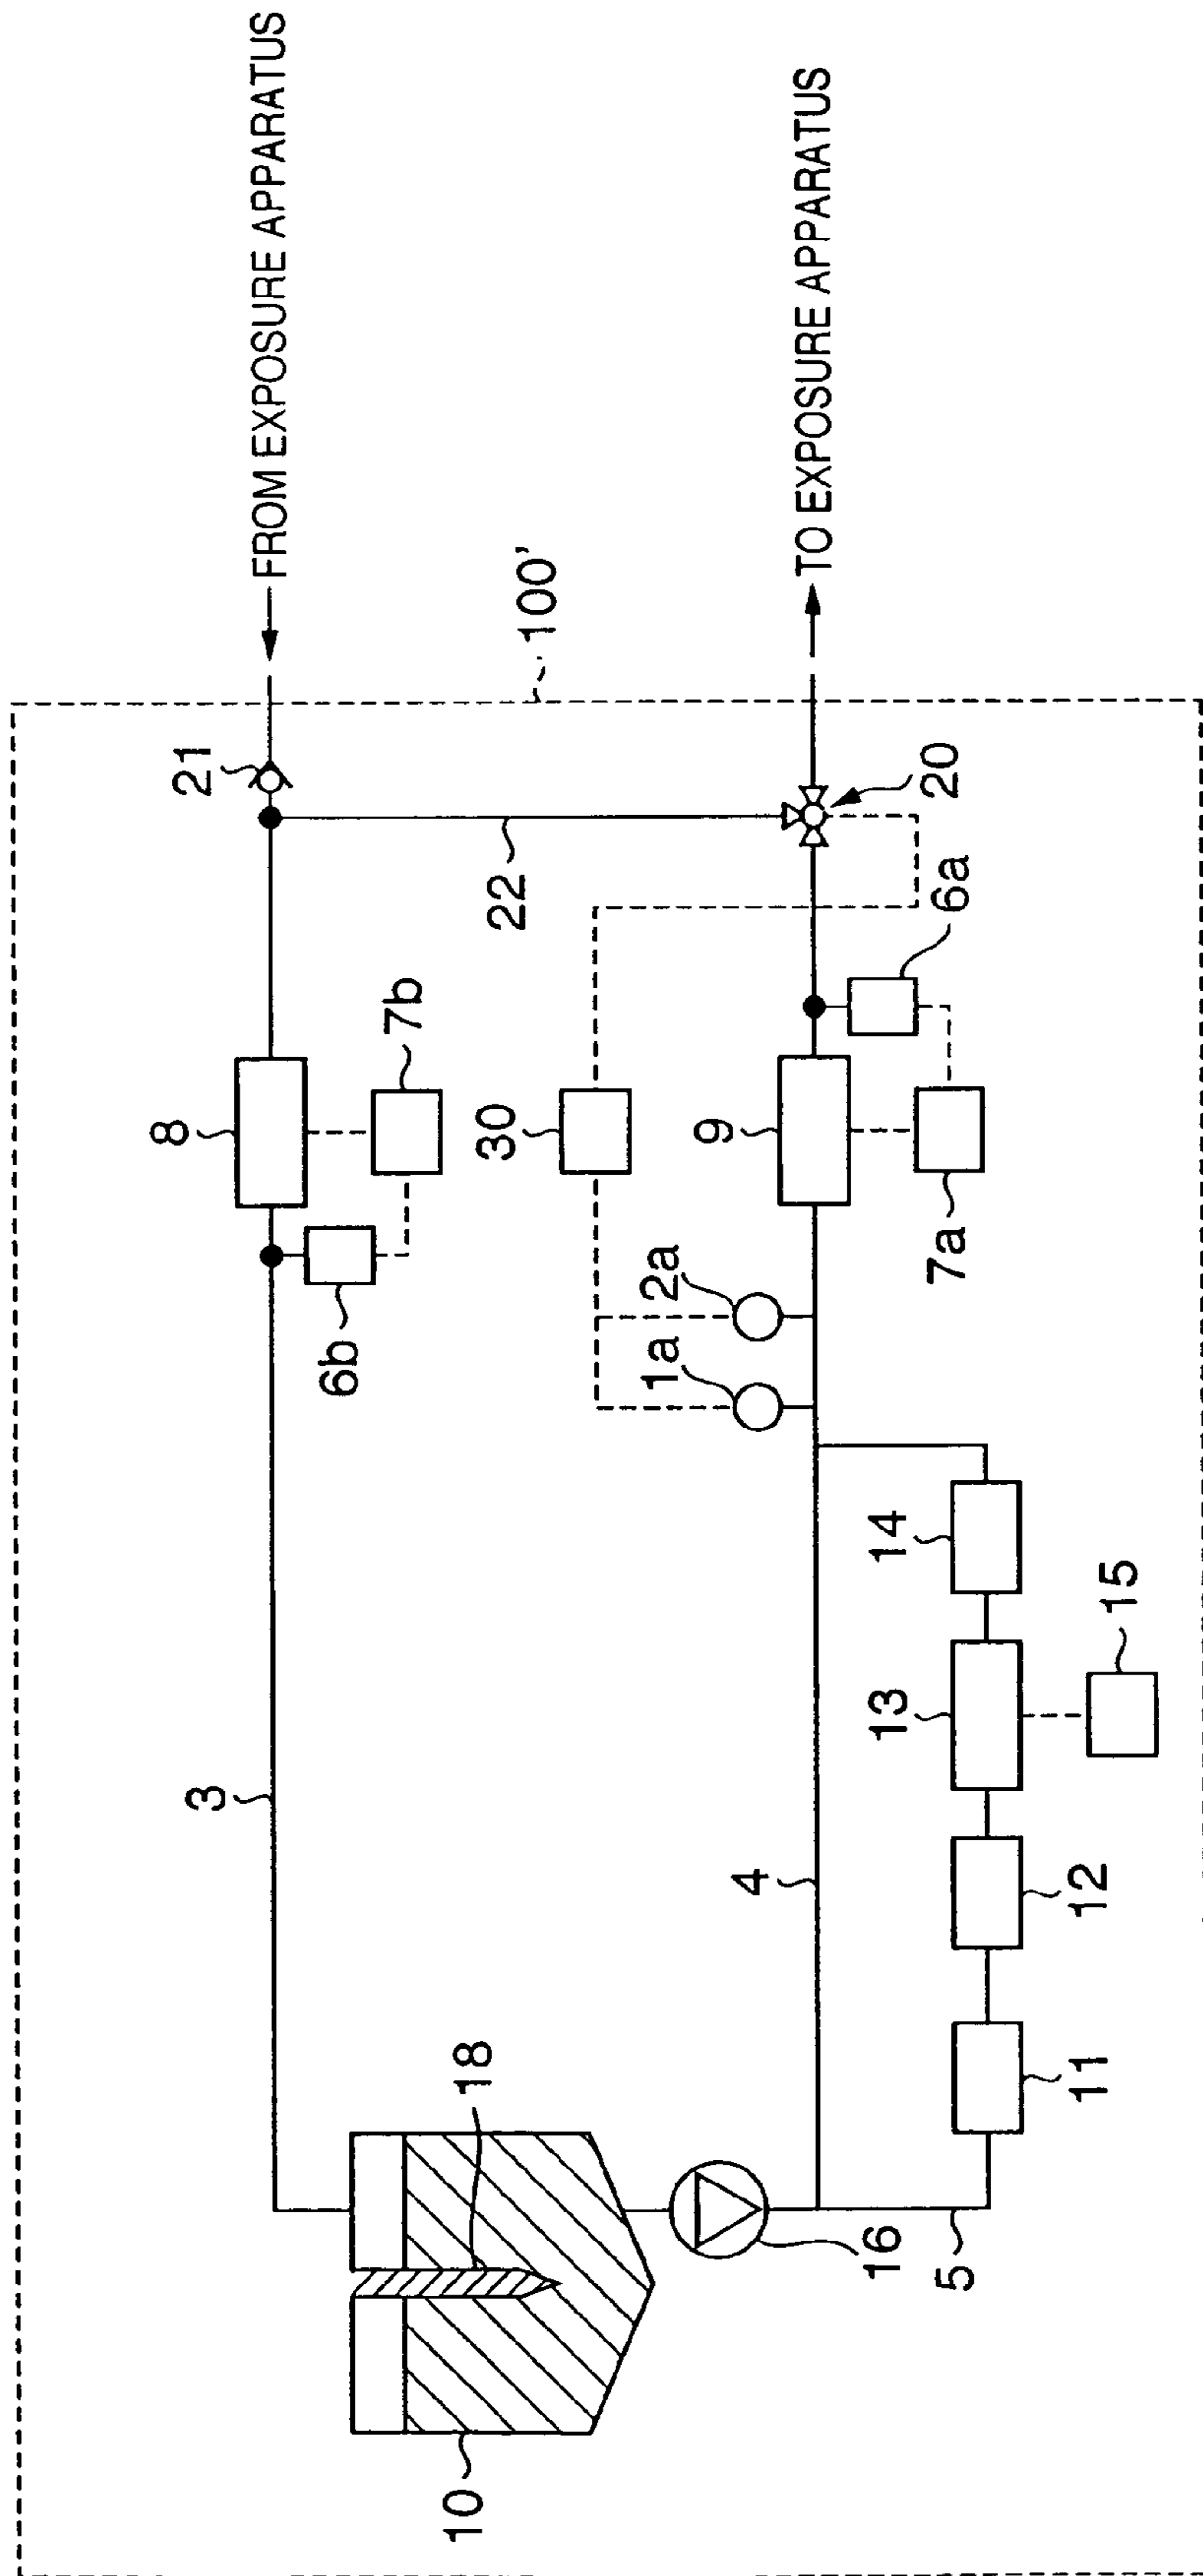 FROM EXPOSURE APPARATUS
TO EXPOSURE APPARATUS
100'
21
22
20
8
7b
6b
30
9
6a
7a
2a
1a
3
4
14
13
15
12
11
18
10
16
5